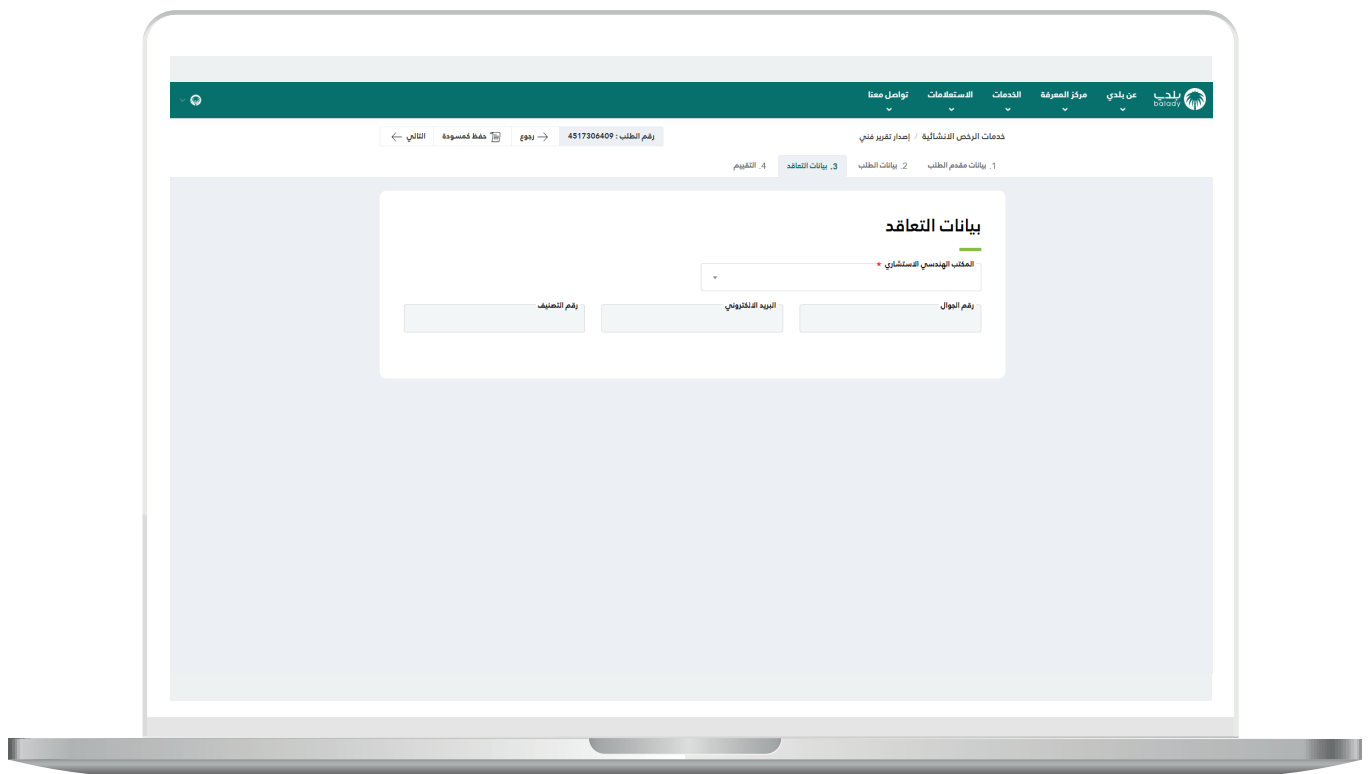 بلدي
balady
عن بلدي
مركز المعرفة
الخدمات
الاستعلامات
تواصل معنا
خدمات الرخص الانشائية / إصدار تقرير فني
رقم الطلب : 4517306409
رجوع
حفظ كمسودة
التالي
1. بيانات مقدم الطلب
2. بيانات الطلب
3. بيانات التعاقد
4. التقييم
بيانات التعاقد
المكتب الهندسي الاستشاري *
رقم الجوال
البريد الالكتروني
رقم التصنيف